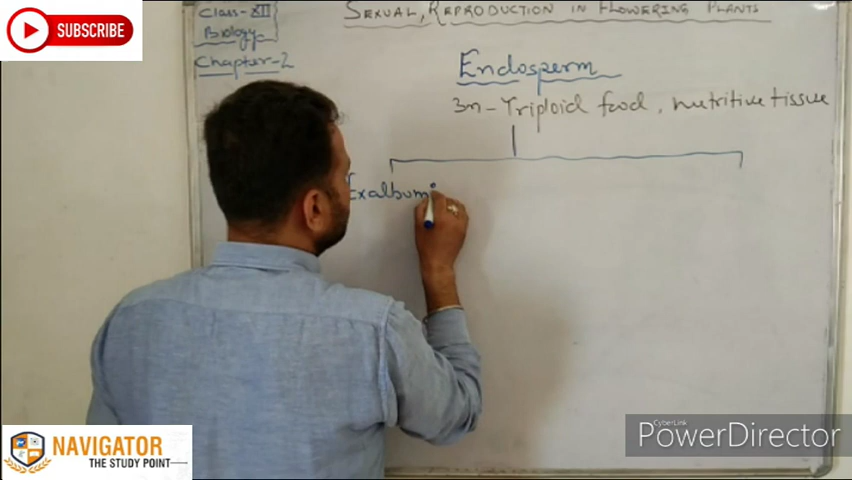 SUBSCRIBE
Class-XII
Biology
Chapter-2
SEXUAL, REPRODUCTION IN FLOWERING PLANTS
Endosperm
3n-Triploid food, nutritive tissue
Exalbumi
NAVIGATOR
THE STUDY POINT
CyberLink
PowerDirector